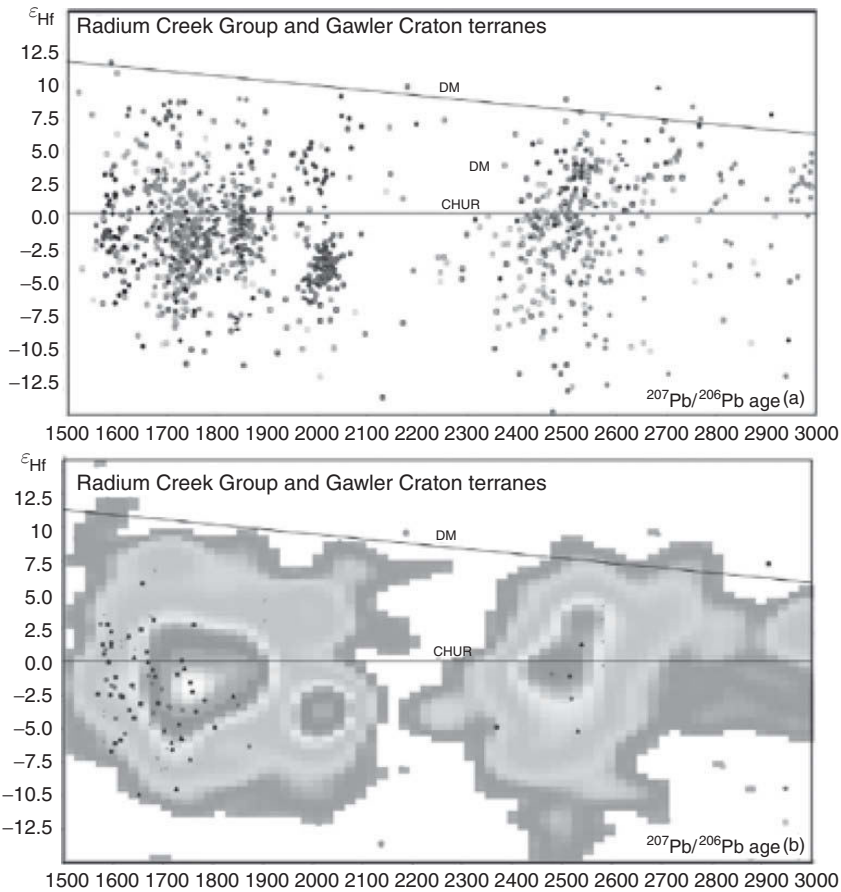 εHf
Radium Creek Group and Gawler Craton terranes
12.5
DM
10
7.5
5.0
DM
2.5
CHUR
0.0
−2.5
−5.0
−7.5
−10.5
−12.5
207Pb/206Pb age (a)
1500 1600 1700 1800 1900 2000 2100 2200 2300 2400 2500 2600 2700 2800 2900 3000
εHf
Radium Creek Group and Gawler Craton terranes
12.5
10
DM
7.5
5.0
2.5
CHUR
0.0
−2.5
−5.0
−7.5
−10.5
−12.5
207Pb/206Pb age (b)
1500 1600 1700 1800 1900 2000 2100 2200 2300 2400 2500 2600 2700 2800 2900 3000